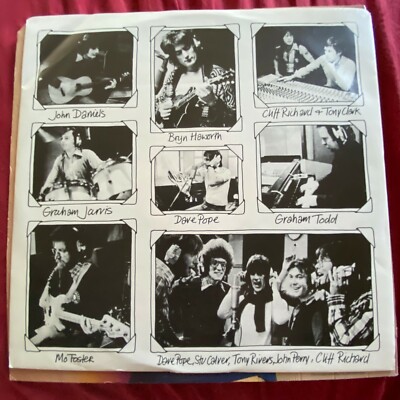 John Daniels
Bryn Haworth
Cliff Richard + Tony Clark
Graham Jarvis
Dave Pope
Graham Todd
Mo Foster
Dave Pope, Stu Calver, Tony Rivers, John Perry, Cliff Richard